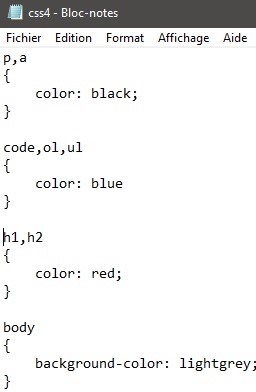 css4 - Bloc-notes
Fichier Edition Format Affichage Aide
p,a
{
    color: black;
}

code,ol,ul
{
    color: blue
}

h1,h2
{
    color: red;
}

body
{
    background-color: lightgrey;
}